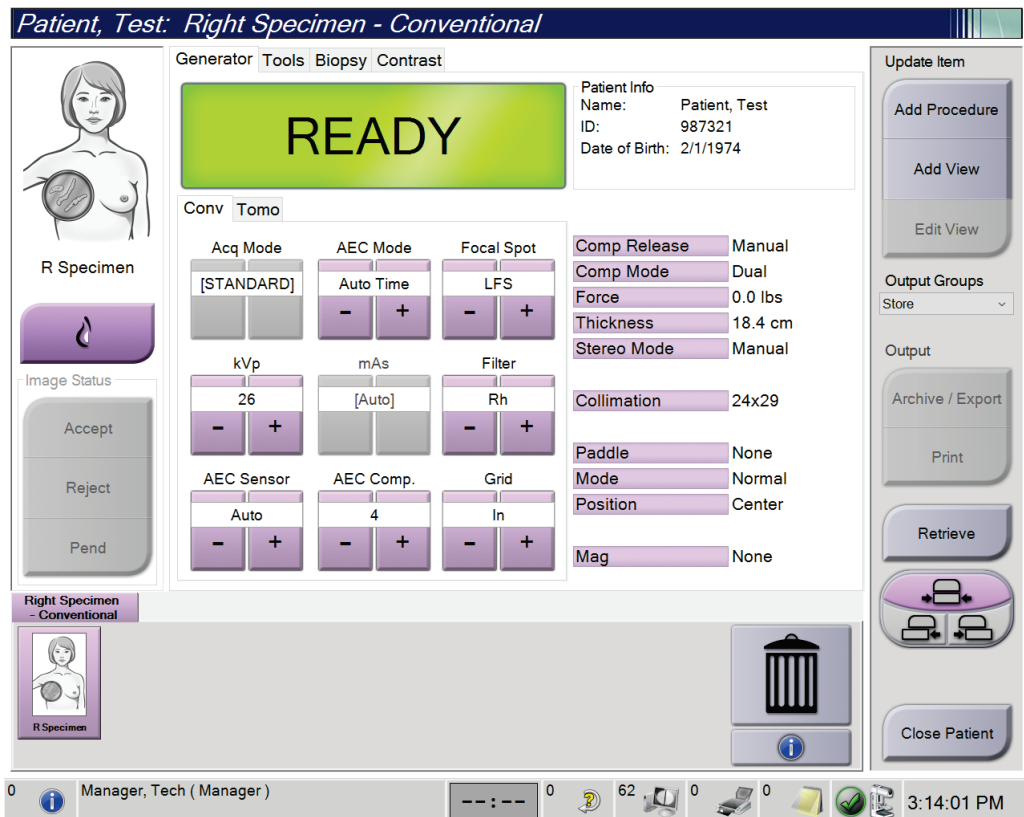 Patient, Test:  Right Specimen - Conventional
R Specimen
Image Status
Accept
Reject
Pend
Generator Tools Biopsy Contrast
READY
Patient Info
Name: Patient, Test
ID: 987321
Date of Birth: 2/1/1974
Conv Tomo
Acq Mode AEC Mode Focal Spot
[STANDARD] Auto Time LFS
- + - +
kVp mAs Filter
26 [Auto] Rh
- + - +
AEC Sensor AEC Comp. Grid
Auto 4 In
- + - + - +
Comp Release Manual
Comp Mode Dual
Force 0.0 lbs
Thickness 18.4 cm
Stereo Mode Manual
Collimation 24x29
Paddle None
Mode Normal
Position Center
Mag None
Update Item
Add Procedure
Add View
Edit View
Output Groups
Store
Output
Archive / Export
Print
Retrieve
Close Patient
Right Specimen
- Conventional
R Specimen
i
0 i Manager, Tech ( Manager ) --:-- 0 ? 62 0 0 3:14:01 PM